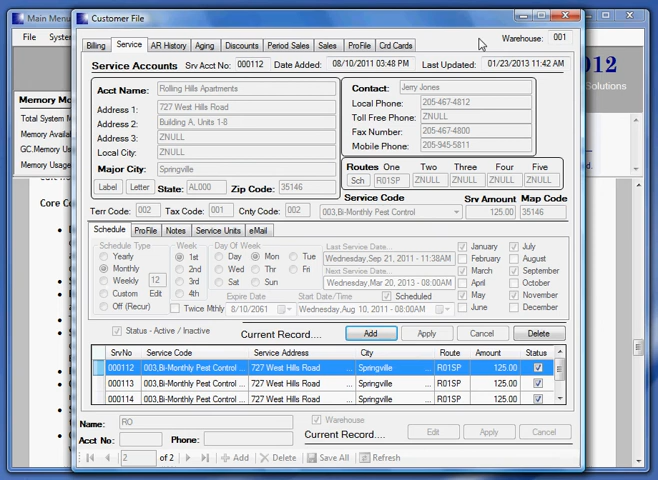 Main Menu
Customer File
File
System
Billing Service AR History Aging Discounts Period Sales Sales ProFile Crd Cards
Warehouse: 001
012
Solutions
Service Accounts Srv Acct No: 000112 Date Added: 08/10/2011 03:48 PM Last Updated: 01/23/2013 11:42 AM
Memory
Total System
Memory
GC.Memory
Memory Usage
Core
Acct Name: Rolling Hills Apartments
Address 1: 727 West Hills Road
Address 2: Building A, Units 1-8
Address 3: ZNULL
Local City: ZNULL
Major City: Springville
Label Letter State: AL000 Zip Code: 35146
Contact: Jerry Jones
Local Phone: 205-467-4812
Toll Free Phone: ZNULL
Fax Number: 205-467-4800
Mobile Phone: 205-945-5811
Routes One Two Three Four Five
Sch R01SP ZNULL ZNULL ZNULL ZNULL
Service Code Srv Amount Map Code
Terr Code: 002 Tax Code: 001 Cnty Code: 002 003,Bi-Monthly Pest Control 125.00 35146
Schedule ProFile Notes Service Units eMail
Schedule Type Week Day Of Week
Yearly 1st Day Mon Tue
Monthly 2nd Wed Thr Fri
Weekly 12 3rd Sat Sun
Custom Edit 4th
Off (Recur) Twice Mthly
Expire Date
8/10/2061
Last Service Date...
Wednesday,Sep 21, 2011 - 11:38AM
Next Service Date...
Wednesday,Mar 20, 2013 - 08:00AM
Start Date/Time Scheduled
Wednesday,Aug 10, 2011 - 08:00AM
January July
February August
March September
April October
May November
June December
Status - Active / Inactive Current Record.... Add Apply Cancel Delete
SrvNo Service Code Service Address City Route Amount Status
000112 003,Bi-Monthly Pest Control ... 727 West Hills Road ... Springville ... R01SP 125.00
000113 003,Bi-Monthly Pest Control ... 727 West Hills Road ... Springville ... R01SP 125.00
000114 003,Bi-Monthly Pest Control ... 727 West Hills Road ... Springville ... R01SP 125.00
Name: RO Warehouse
Acct No: Phone: Current Record.... Edit Apply Cancel
2 of 2 Add Delete Save All Refresh